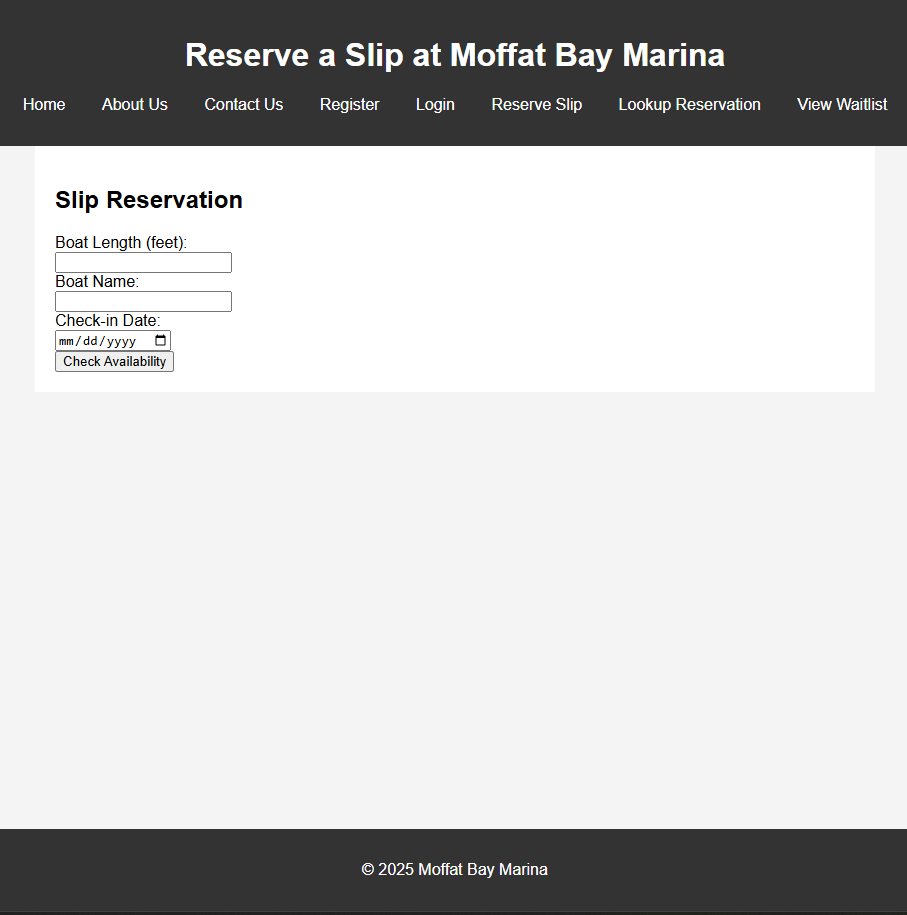 Reserve a Slip at Moffat Bay Marina
Home About Us Contact Us Register Login Reserve Slip Lookup Reservation View Waitlist
Slip Reservation
Boat Length (feet):
Boat Name:
Check-in Date:
mm/dd/yyyy
Check Availability
© 2025 Moffat Bay Marina